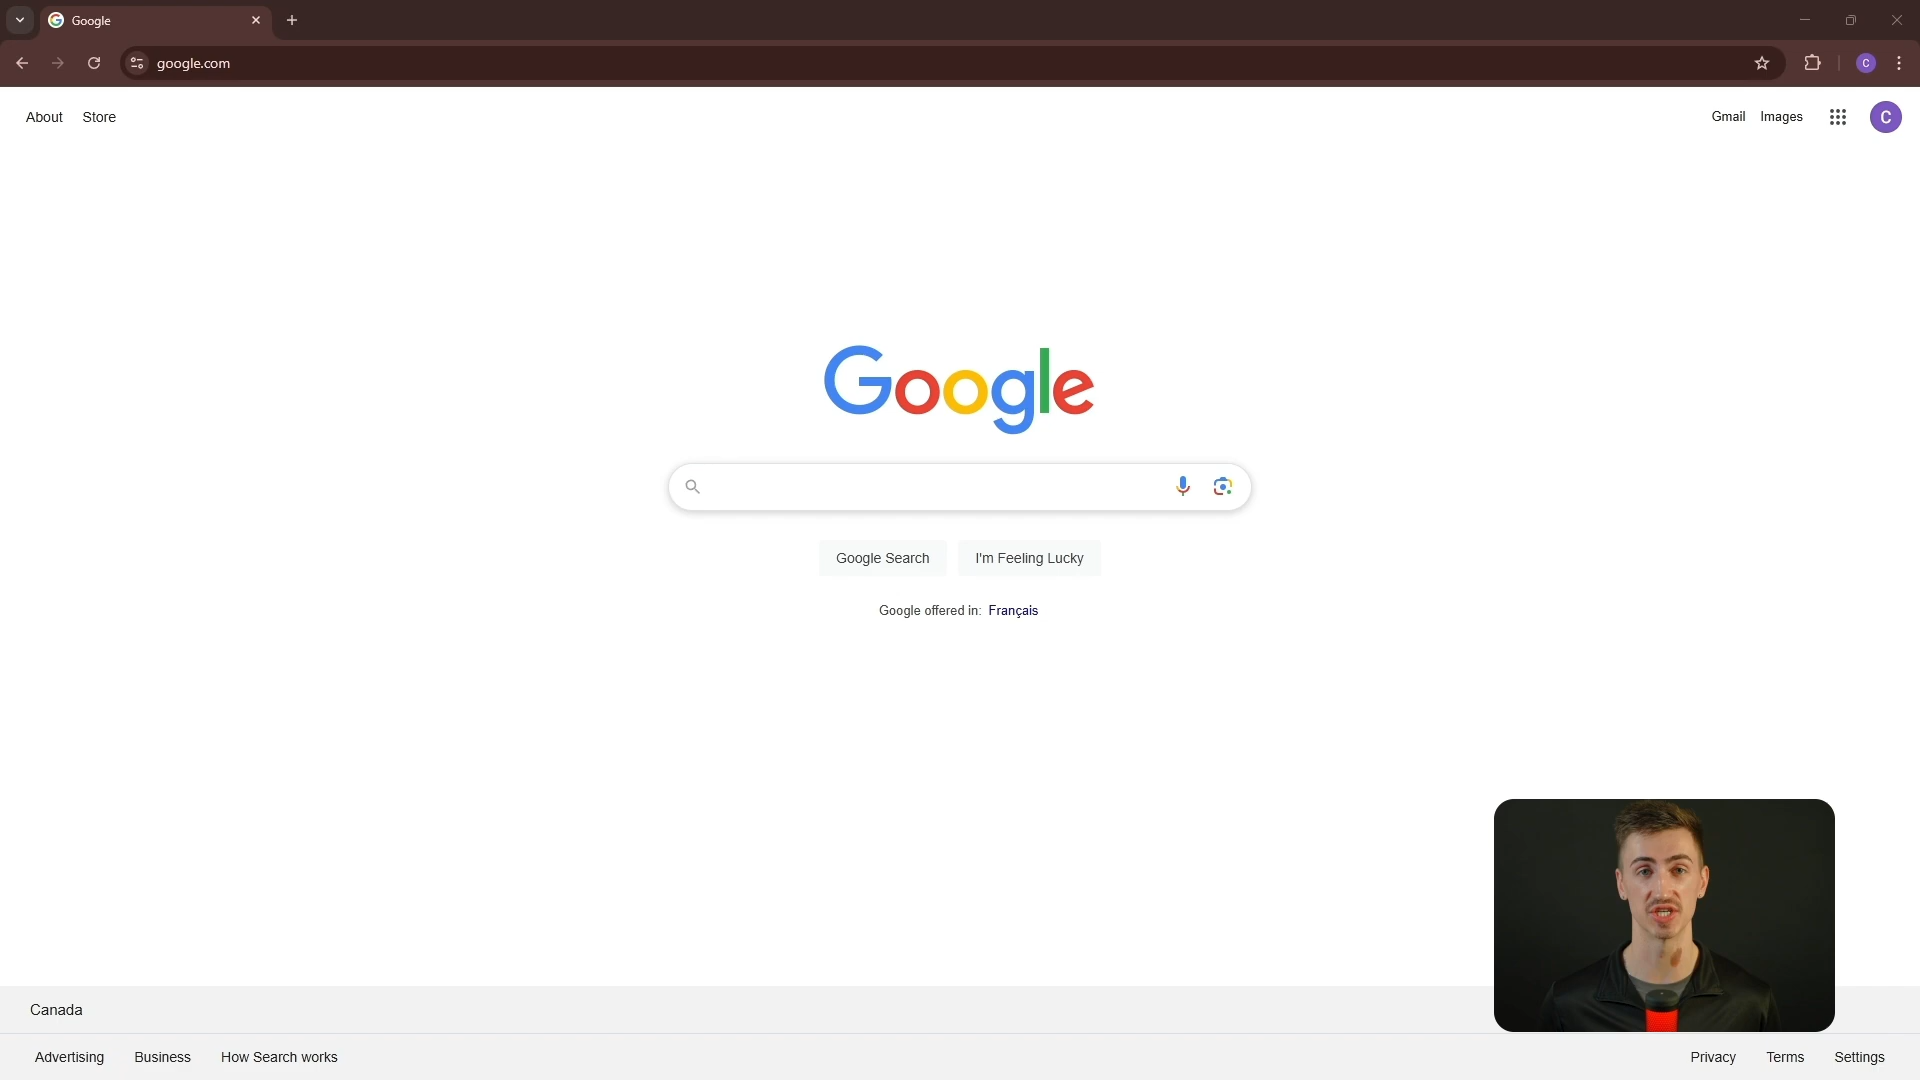 Google
google.com
C
About Store
Gmail Images
C
Google
Google Search
I'm Feeling Lucky
Google offered in: Français
Canada
Advertising Business How Search works
Privacy Terms Settings